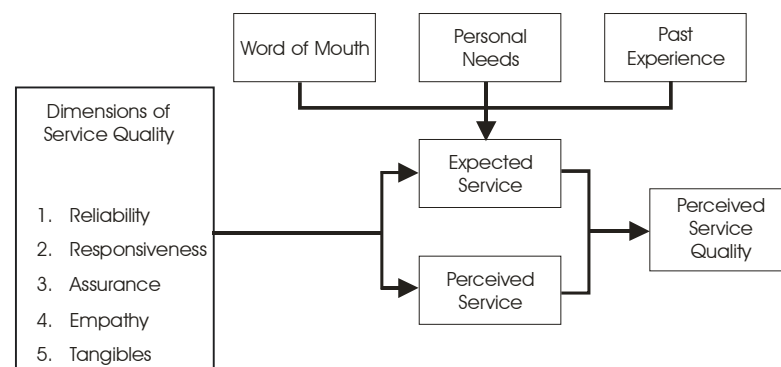 Word of Mouth
Personal
Needs
Past
Experience
Dimensions of
Service Quality
1. Reliability
2. Responsiveness
3. Assurance
4. Empathy
5. Tangibles
Expected
Service
Perceived
Service
Perceived
Service
Quality